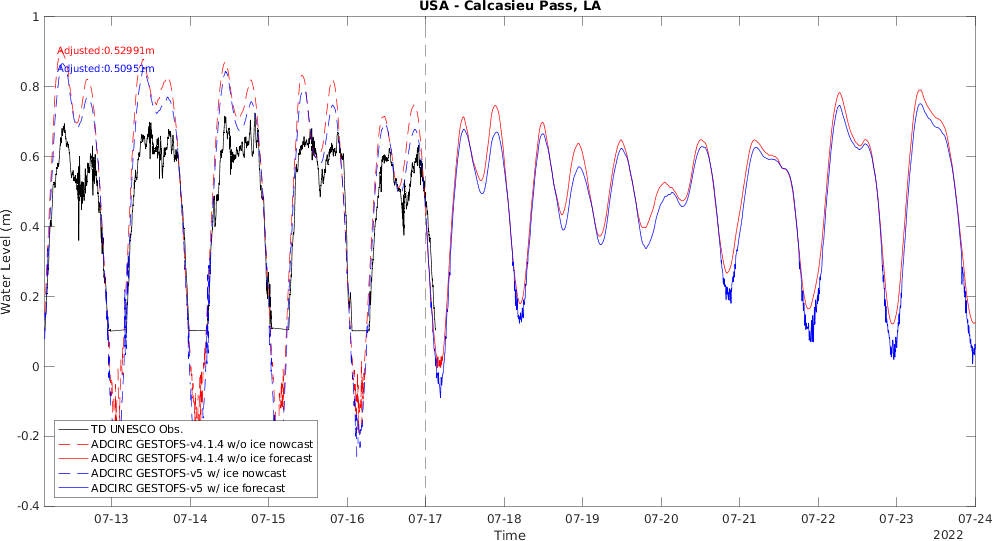 USA - Calcasieu Pass, LA
1
Adjusted:0.52991m
Adjusted:0.50959m
0.8
0.6
0.4
0.2
0
-0.2
-0.4
Water Level (m)
TD UNESCO Obs.
ADCIRC GESTOFS-v4.1.4 w/o ice nowcast
ADCIRC GESTOFS-v4.1.4 w/o ice forecast
ADCIRC GESTOFS-v5 w/ ice nowcast
ADCIRC GESTOFS-v5 w/ ice forecast
07-13 07-14 07-15 07-16 07-17 07-18 07-19 07-20 07-21 07-22 07-23 07-24
Time
2022